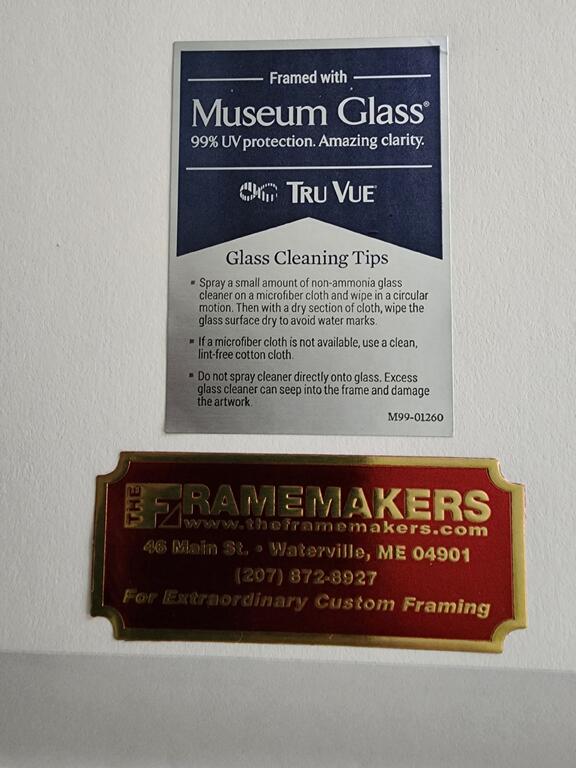 Framed with
Museum Glass®
99% UV protection. Amazing clarity.
TRU VUE
Glass Cleaning Tips
▪ Spray a small amount of non-ammonia glass
cleaner on a microfiber cloth and wipe in a circular
motion. Then with a dry section of cloth, wipe the
glass surface dry to avoid water marks.
▪ If a microfiber cloth is not available, use a clean,
lint-free cotton cloth.
▪ Do not spray cleaner directly onto glass. Excess
glass cleaner can seep into the frame and damage
the artwork.
M99-01260
THE FRAMEMAKERS
www.theframemakers.com
46 Main St. • Waterville, ME 04901
(207) 872-8927
For Extraordinary Custom Framing